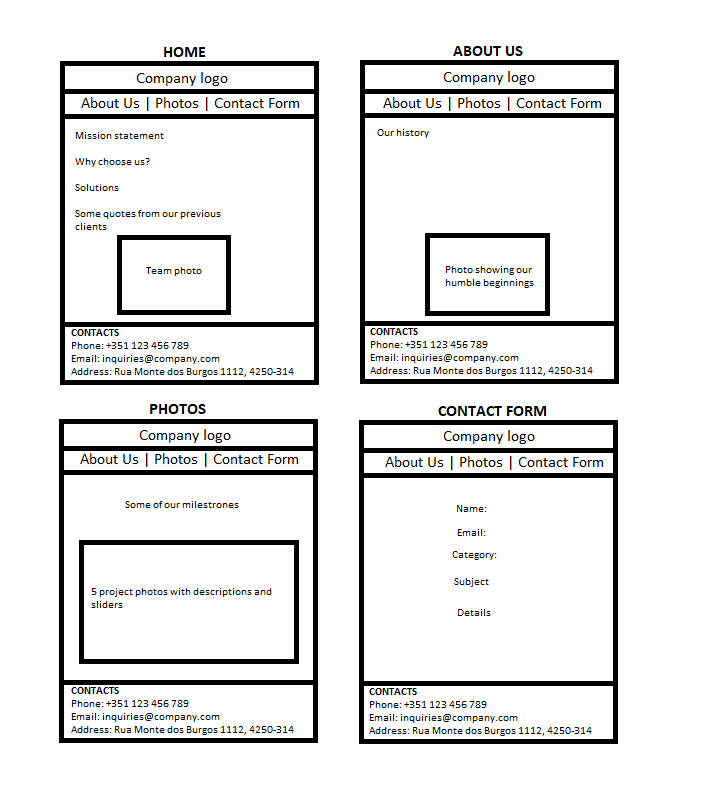 HOME
Company logo
About Us | Photos | Contact Form
Mission statement
Why choose us?
Solutions
Some quotes from our previous
clients
Team photo
CONTACTS
Phone: +351 123 456 789
Email: inquiries@company.com
Address: Rua Monte dos Burgos 1112, 4250-314
ABOUT US
Company logo
About Us | Photos | Contact Form
Our history
Photo showing our
humble beginnings
CONTACTS
Phone: +351 123 456 789
Email: inquiries@company.com
Address: Rua Monte dos Burgos 1112, 4250-314
PHOTOS
Company logo
About Us | Photos | Contact Form
Some of our milestrones
5 project photos with descriptions and
sliders
CONTACTS
Phone: +351 123 456 789
Email: inquiries@company.com
Address: Rua Monte dos Burgos 1112, 4250-314
CONTACT FORM
Company logo
About Us | Photos | Contact Form
Name:
Email:
Category:
Subject
Details
CONTACTS
Phone: +351 123 456 789
Email: inquiries@company.com
Address: Rua Monte dos Burgos 1112, 4250-314